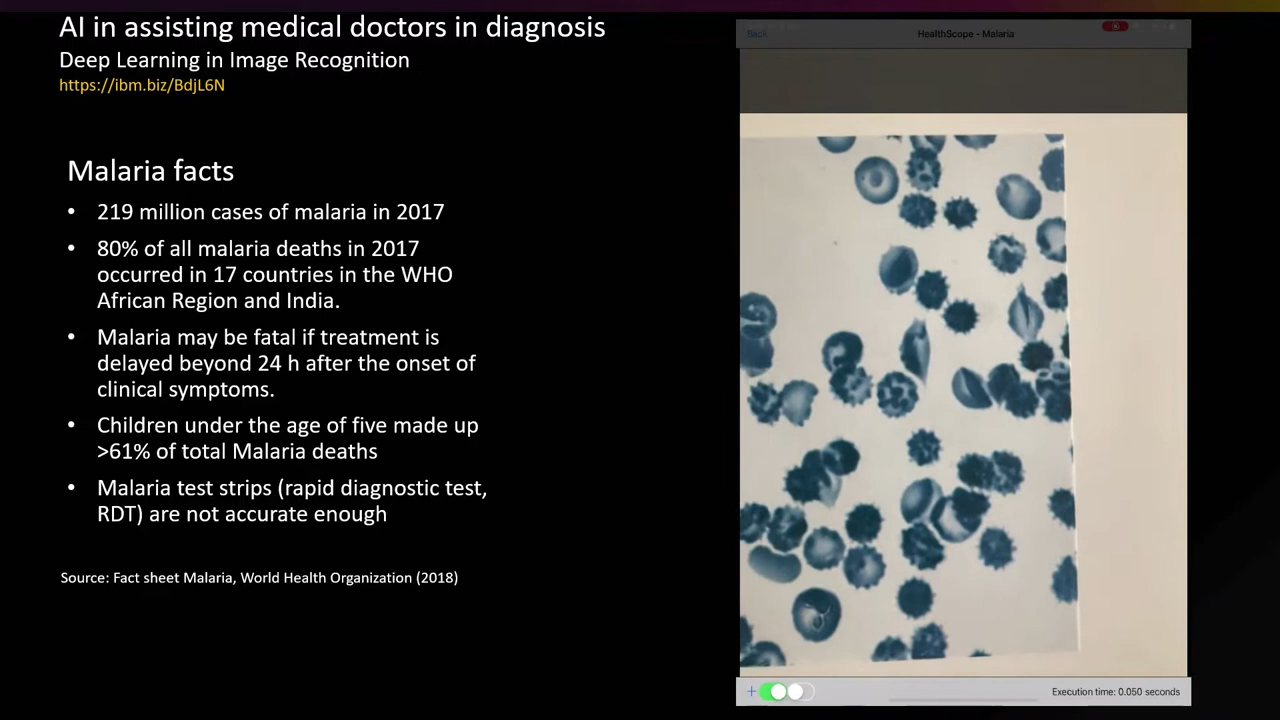 AI in assisting medical doctors in diagnosis
Deep Learning in Image Recognition
https://ibm.biz/BdjL6N
Malaria facts
• 219 million cases of malaria in 2017
• 80% of all malaria deaths in 2017
occurred in 17 countries in the WHO
African Region and India.
• Malaria may be fatal if treatment is
delayed beyond 24 h after the onset of
clinical symptoms.
• Children under the age of five made up
>61% of total Malaria deaths
• Malaria test strips (rapid diagnostic test,
RDT) are not accurate enough
Source: Fact sheet Malaria, World Health Organization (2018)
Back
HealthScope - Malaria
+
Execution time: 0.050 seconds